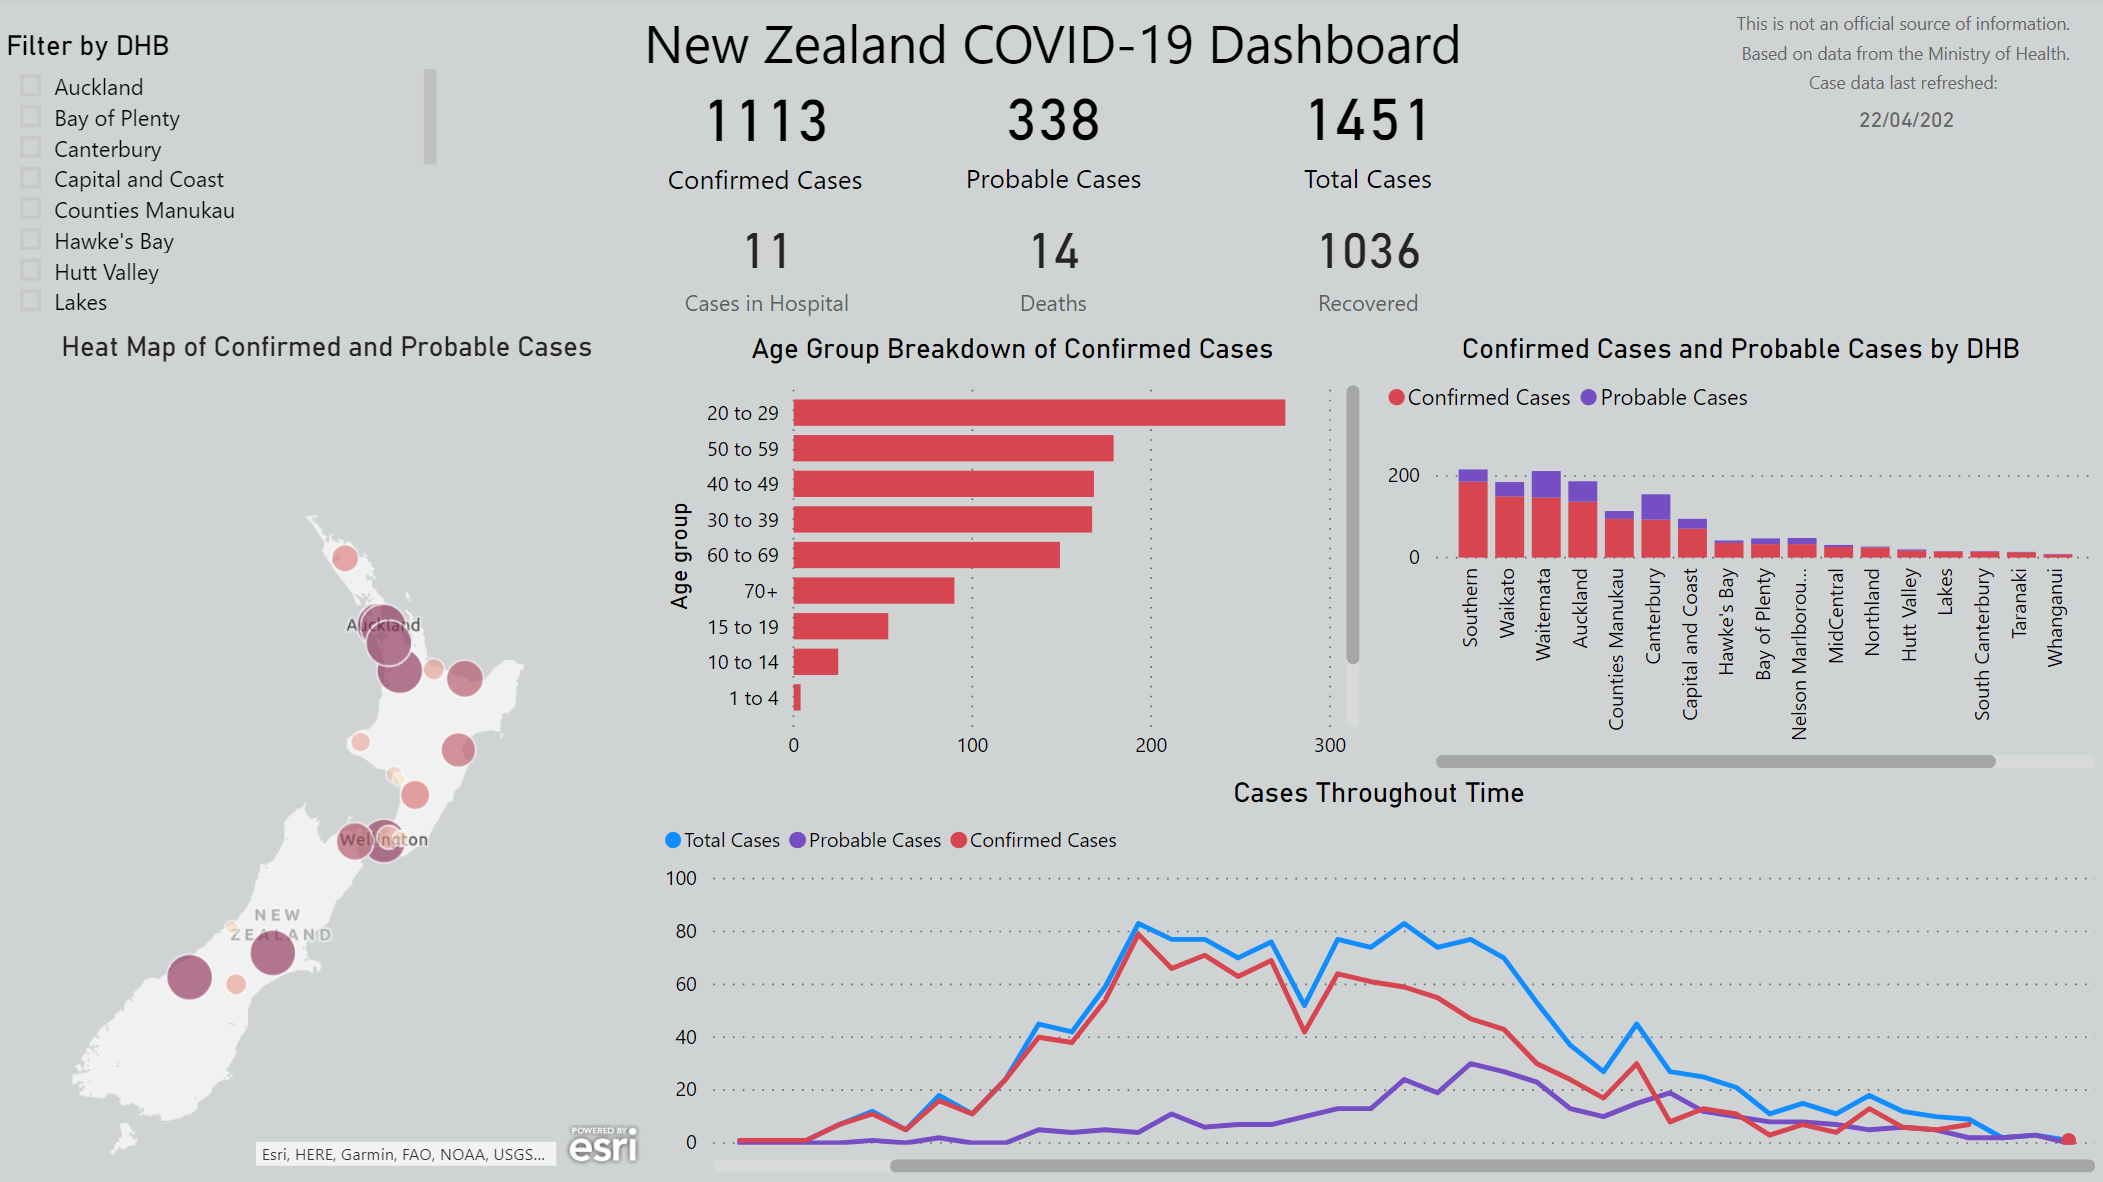 Filter by DHB
Auckland
Bay of Plenty
Canterbury
Capital and Coast
Counties Manukau
Hawke's Bay
Hutt Valley
Lakes
New Zealand COVID-19 Dashboard
1113
Confirmed Cases
338
Probable Cases
1451
Total Cases
11
Cases in Hospital
14
Deaths
1036
Recovered
This is not an official source of information.
Based on data from the Ministry of Health.
Case data last refreshed:
22/04/202
Heat Map of Confirmed and Probable Cases
Auckland
Wellington
NEW
ZEALAND
Esri, HERE, Garmin, FAO, NOAA, USGS...
POWERED BY
esri
Age Group Breakdown of Confirmed Cases
Age group
20 to 29
50 to 59
40 to 49
30 to 39
60 to 69
70+
15 to 19
10 to 14
1 to 4
0
100
200
300
Confirmed Cases and Probable Cases by DHB
Confirmed Cases
Probable Cases
200
0
Southern
Waikato
Waitemata
Auckland
Counties Manukau
Canterbury
Capital and Coast
Hawke's Bay
Bay of Plenty
Nelson Marlborou...
MidCentral
Northland
Hutt Valley
Lakes
South Canterbury
Taranaki
Whanganui
Cases Throughout Time
Total Cases
Probable Cases
Confirmed Cases
100
80
60
40
20
0